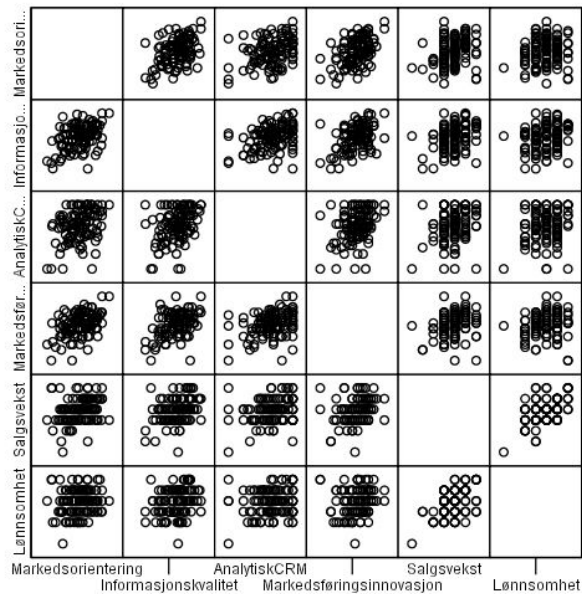 Markedsori...
Informasjo...
AnalytiskC...
Markedsfør...
Salgsvekst
Lønnsomhet
Markedsorientering
Informasjonskvalitet
AnalytiskCRM
Markedsføringsinnovasjon
Salgsvekst
Lønnsomhet